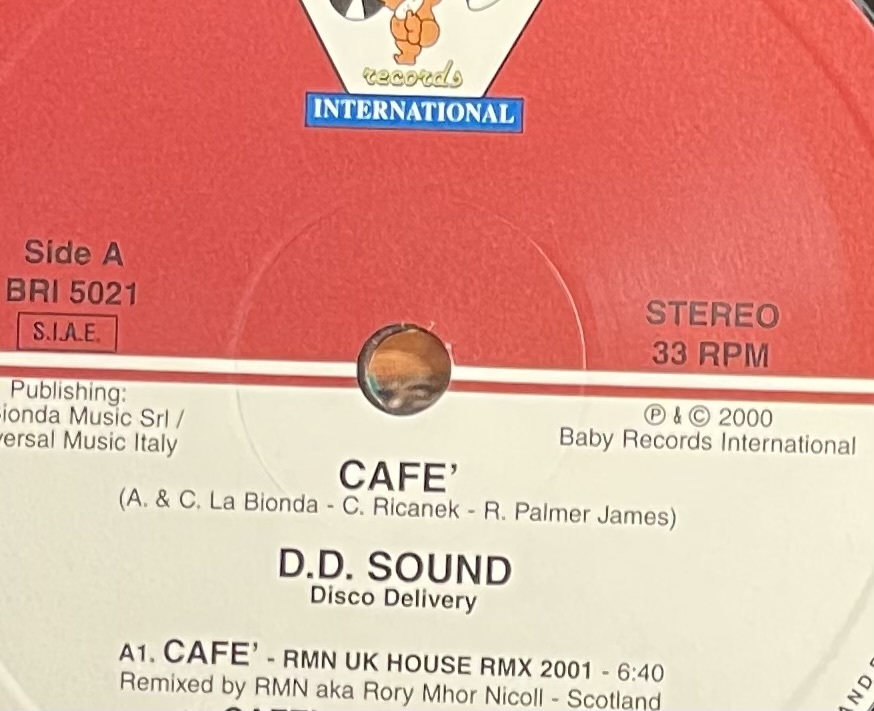 records
INTERNATIONAL
Side A
BRI 5021
S.I.A.E.
STEREO
33 RPM
Publishing:
ionda Music Srl /
ersal Music Italy
℗ & © 2000
Baby Records International
CAFE'
(A. & C. La Bionda - C. Ricanek - R. Palmer James)
D.D. SOUND
Disco Delivery
A1. CAFE' - RMN UK HOUSE RMX 2001 - 6:40
Remixed by RMN aka Rory Mhor Nicoll - Scotland
AND